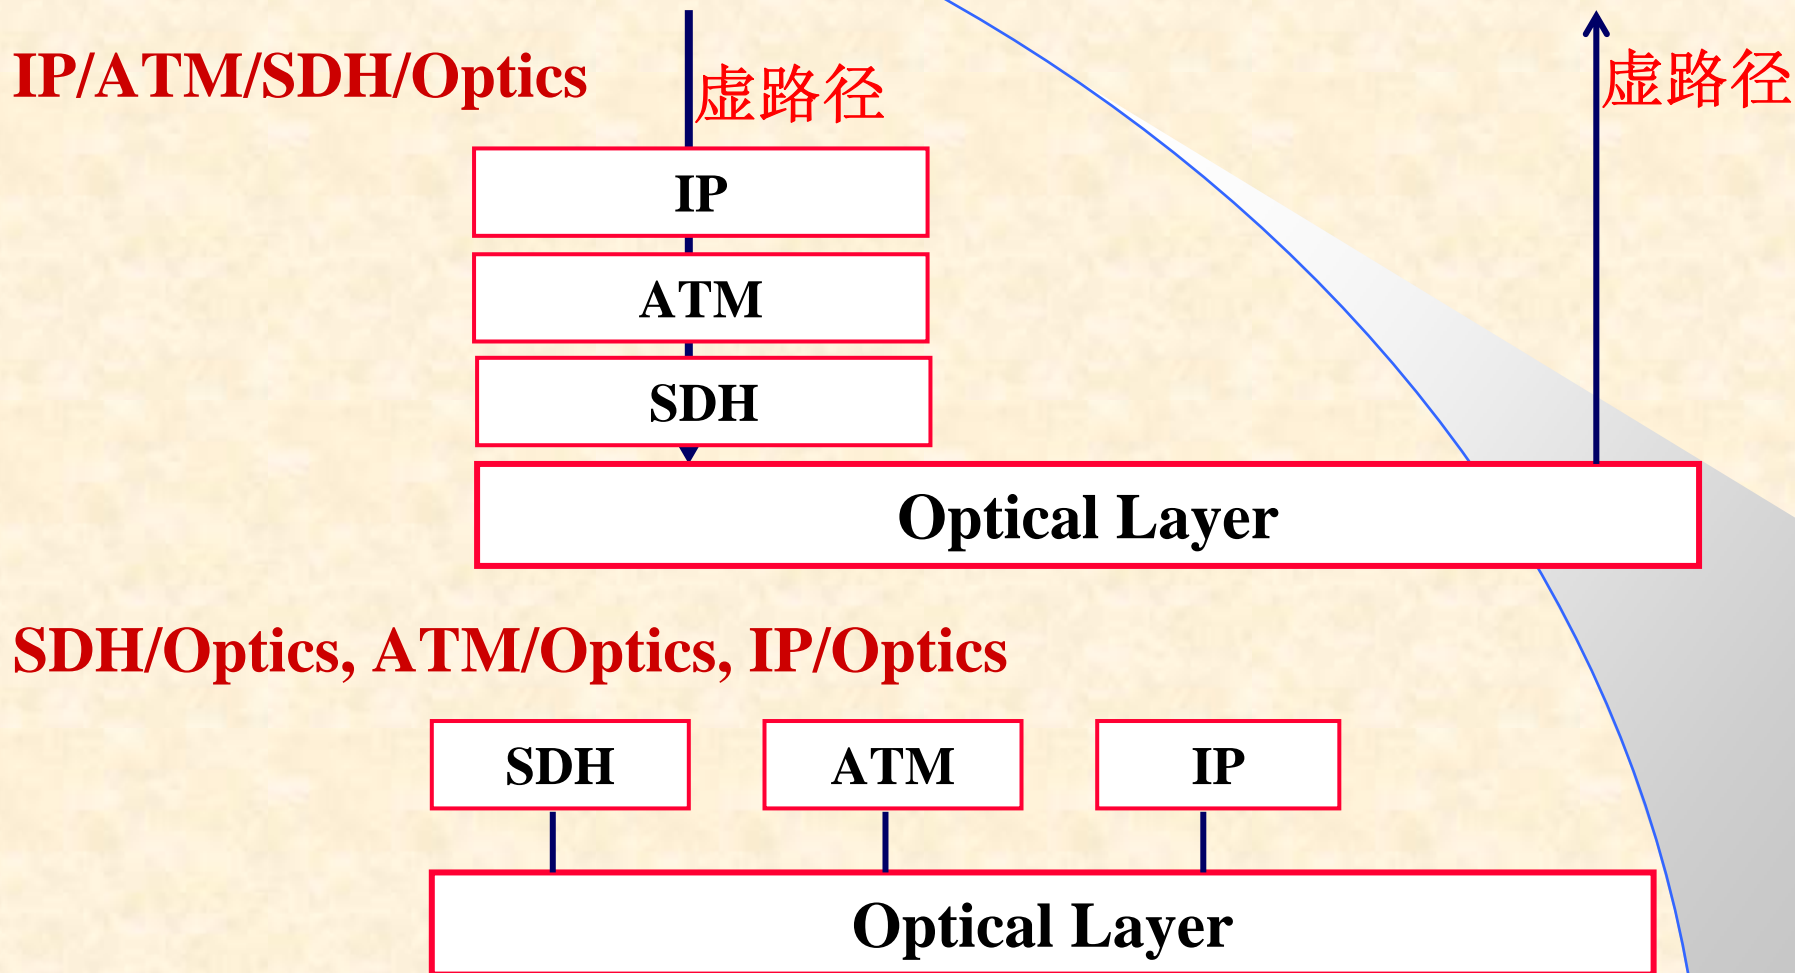 IP/ATM/SDH/Optics
虚路径
虚路径
IP
ATM
SDH
Optical Layer
SDH/Optics, ATM/Optics, IP/Optics
SDH
ATM
IP
Optical Layer